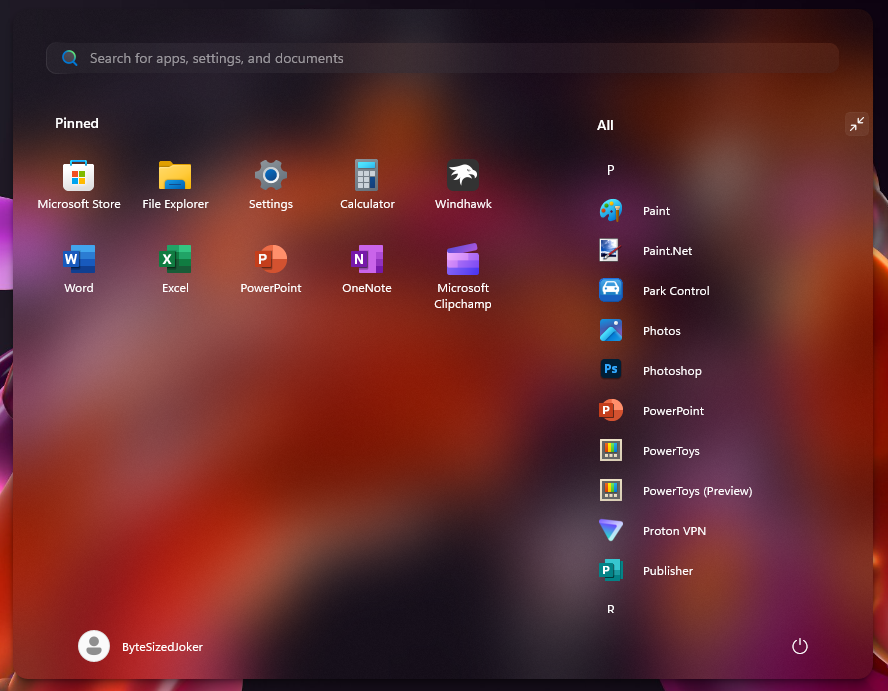 Search for apps, settings, and documents
Pinned
Microsoft Store
File Explorer
Settings
Calculator
Windhawk
W
Word
X
Excel
P
PowerPoint
N
OneNote
Microsoft
Clipchamp
All
P
Paint
Paint.Net
Park Control
Photos
Ps
Photoshop
P
PowerPoint
PowerToys
PowerToys (Preview)
Proton VPN
P
Publisher
R
ByteSizedJoker